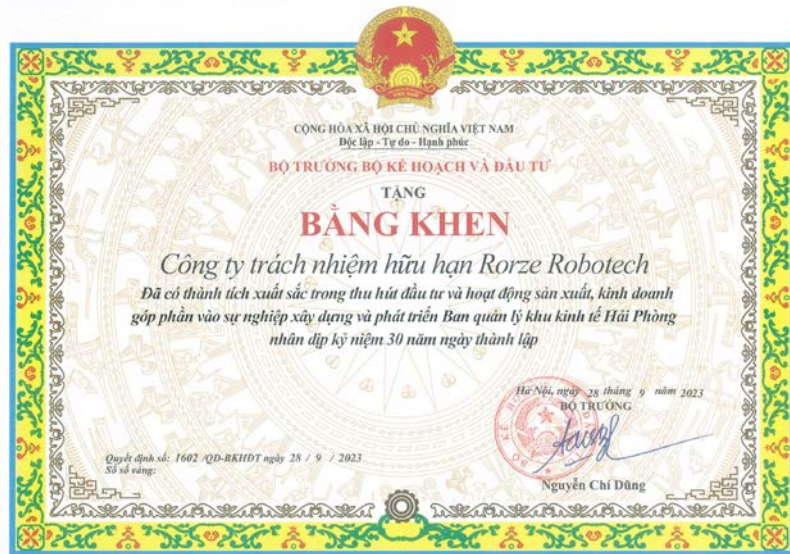 CỘNG HÒA XÃ HỘI CHỦ NGHĨA VIỆT NAM
Độc lập - Tự do - Hạnh phúc
BỘ TRƯỞNG BỘ KẾ HOẠCH VÀ ĐẦU TƯ
TẶNG
BẰNG KHEN
Công ty trách nhiệm hữu hạn Rorze Robotech
Đã có thành tích xuất sắc trong thu hút đầu tư và hoạt động sản xuất, kinh doanh
góp phần vào sự nghiệp xây dựng và phát triển Ban quản lý khu kinh tế Hải Phòng
nhân dịp kỷ niệm 30 năm ngày thành lập
Hà Nội, ngày 28 tháng 9 năm 2023
BỘ TRƯỞNG
Quyết định số: 1602 /QĐ-BKHĐT ngày 28 / 9 / 2023
Số sổ vàng:
Nguyễn Chí Dũng